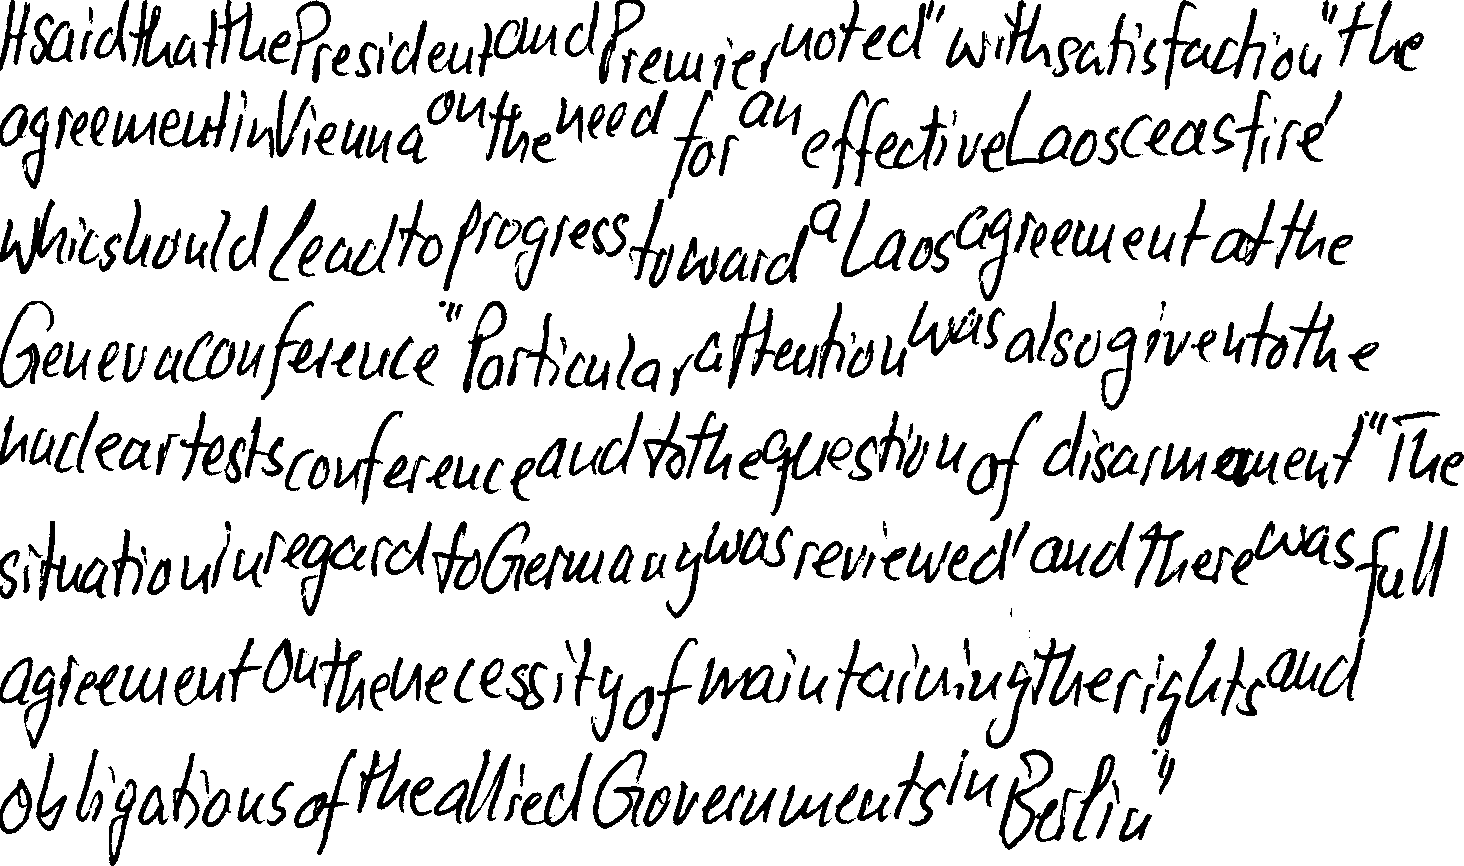 It said that the President and Premier noted "with satisfaction" the
agreement in Vienna on the need for an effective Laos ceasfire'
whic should lead to progress toward a Laos agreement at the
Geneva conference." Particular attention was also given to the
nuclear tests conference and to the question of disarmament." The
situation in regard to Germany was reviewed' and there was full
agreement on the necessity of maintaining the rights and
obligations of the allied Governments in Berlin."